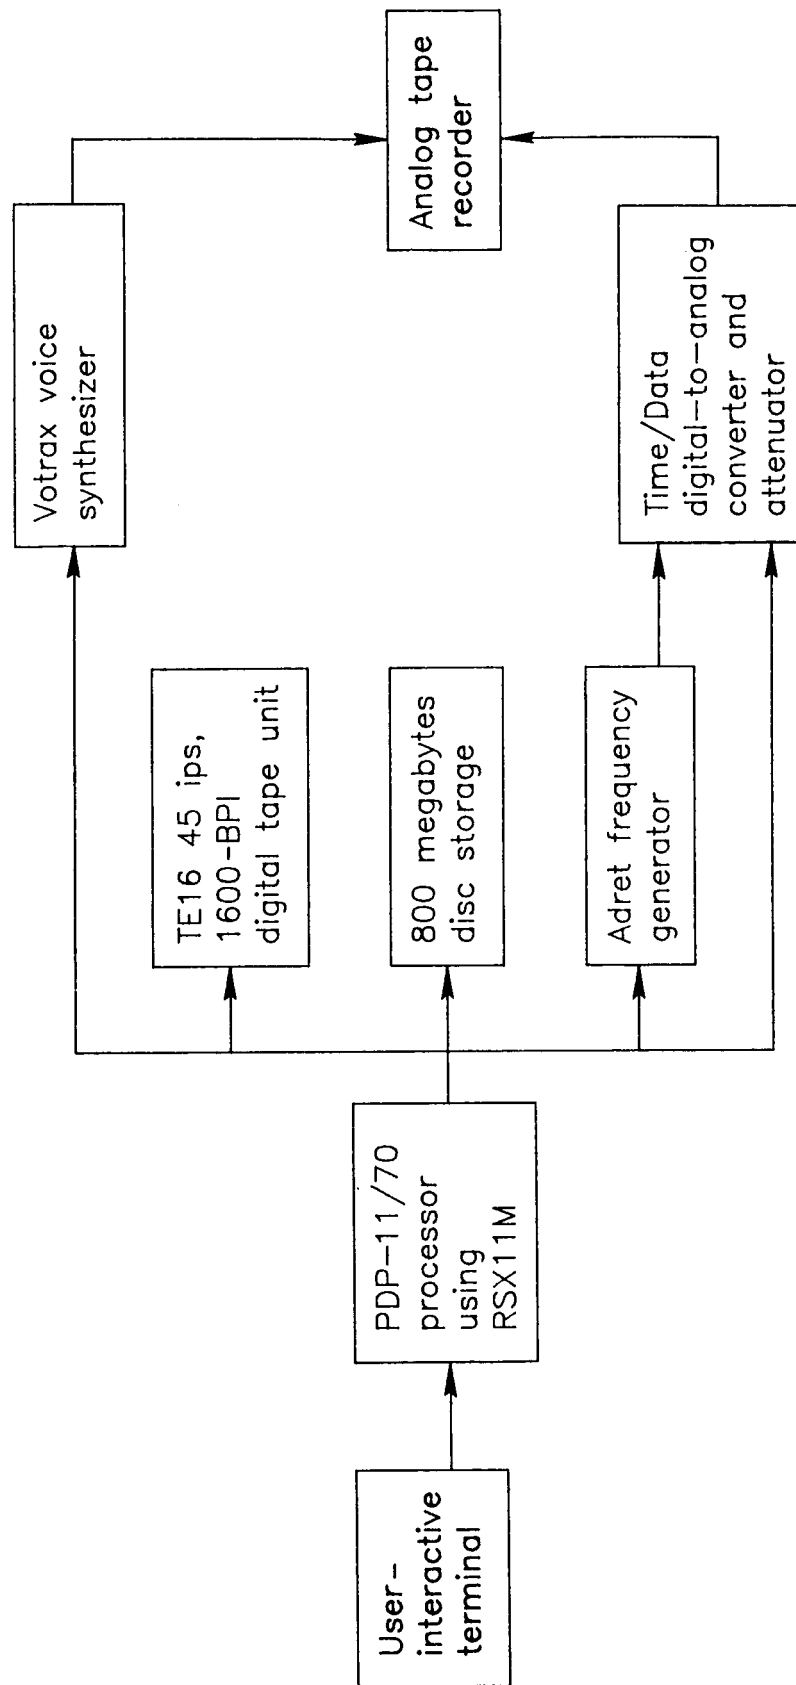 User-
interactive
terminal
PDP-11/70
processor
using
RSX11M
Votrax voice
synthesizer
TE16 45 ips,
1600-BPI
digital tape unit
800 megabytes
disc storage
Adret frequency
generator
Time/Data
digital-to-analog
converter and
attenuator
Analog tape
recorder